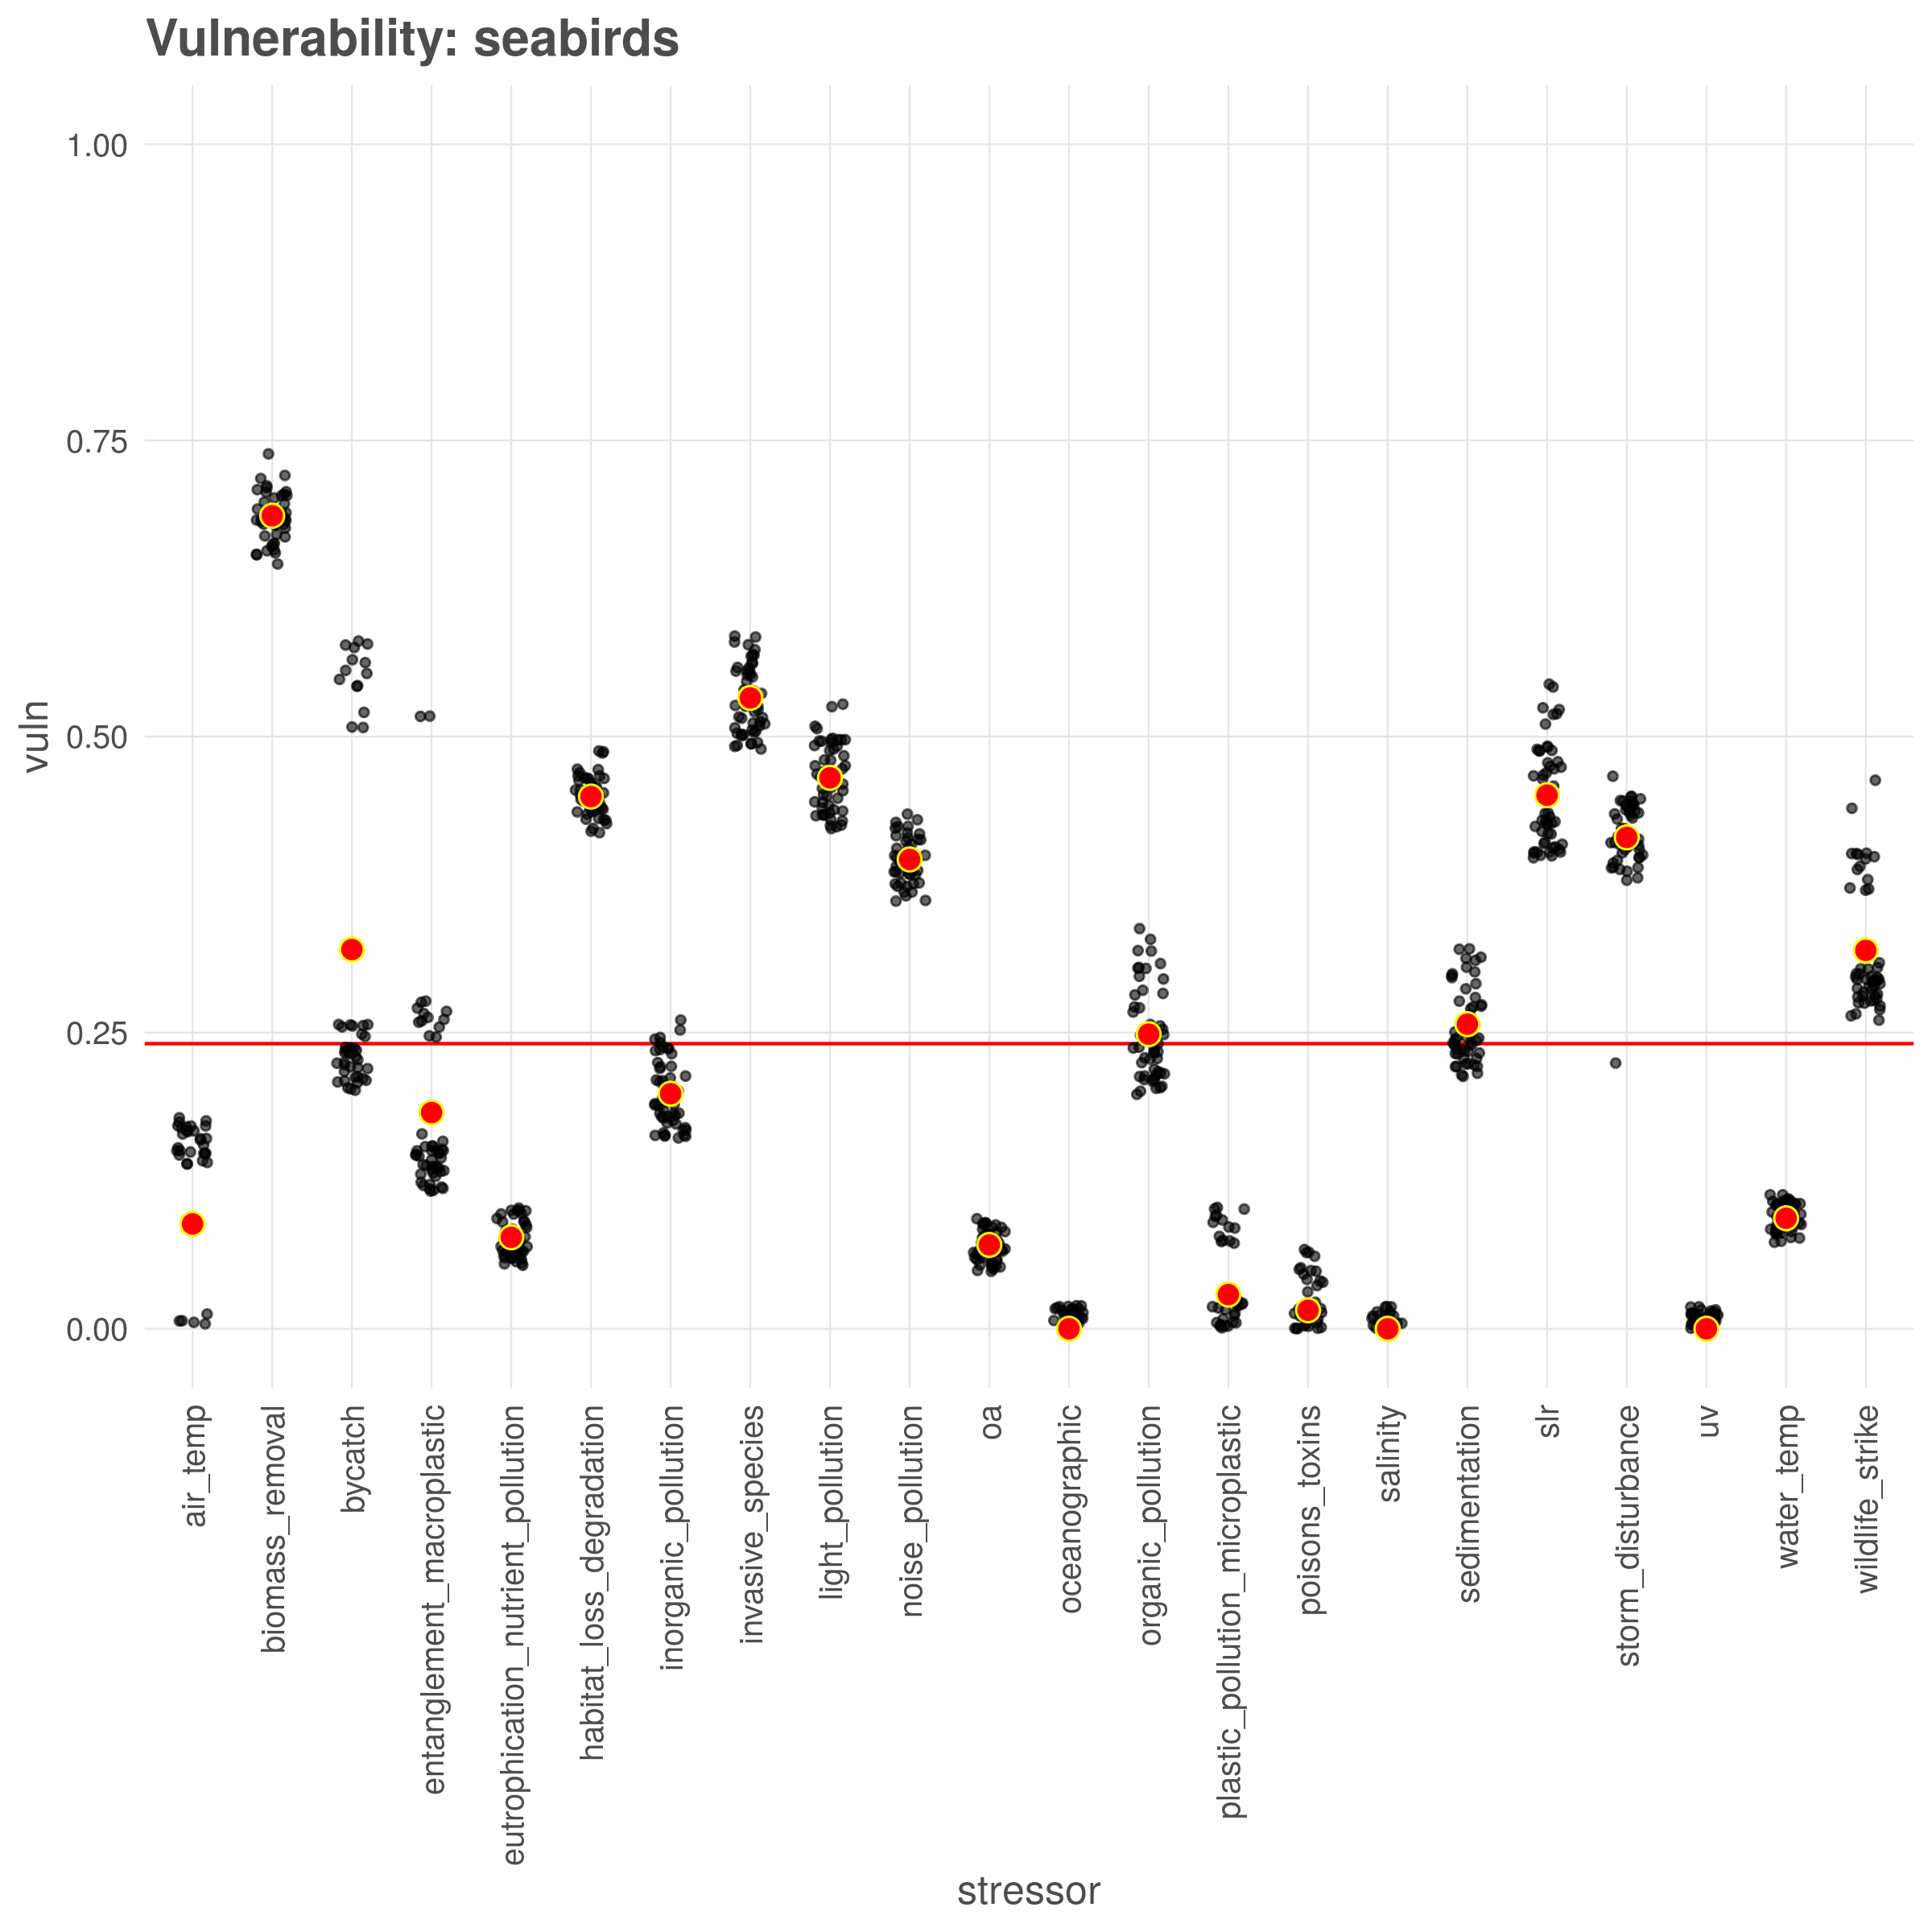 Vulnerability: seabirds
vuln
1.00
0.75
0.50
0.25
0.00
air_temp
biomass_removal
bycatch
entanglement_macroplastic
eutrophication_nutrient_pollution
habitat_loss_degradation
inorganic_pollution
invasive_species
light_pollution
noise_pollution
oa
oceanographic
organic_pollution
plastic_pollution_microplastic
poisons_toxins
salinity
sedimentation
slr
storm_disturbance
uv
water_temp
wildlife_strike
stressor